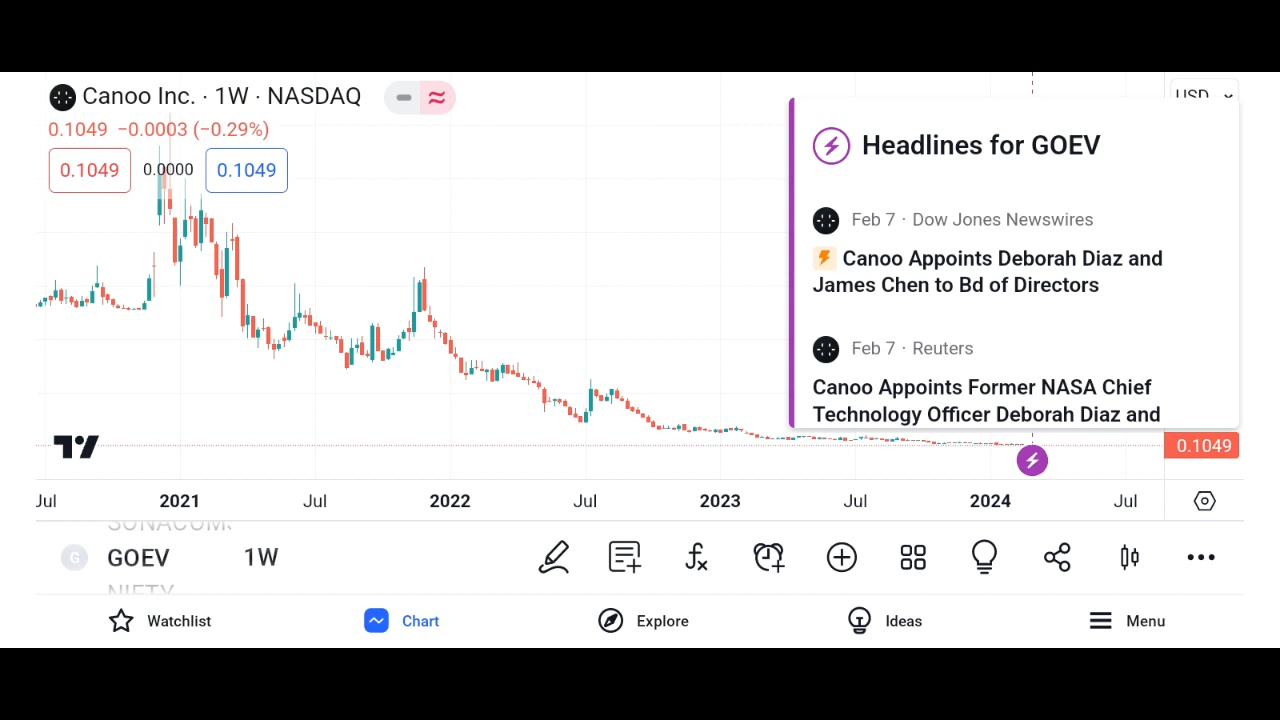 Canoo Inc. · 1W · NASDAQ
0.1049 −0.0003 (−0.29%)
0.1049 0.0000 0.1049
USD
Headlines for GOEV
Feb 7 · Dow Jones Newswires
Canoo Appointts Deborah Diaz and
James Chen to Bd of Directors
Feb 7 · Reuters
Canoo Appoints Former NASA Chief
Technology Officer Deborah Diaz and
0.1049
Jul 2021 Jul 2022 Jul 2023 Jul 2024 Jul
G GOEV 1W
NIFTY
Watchlist Chart Explore Ideas Menu